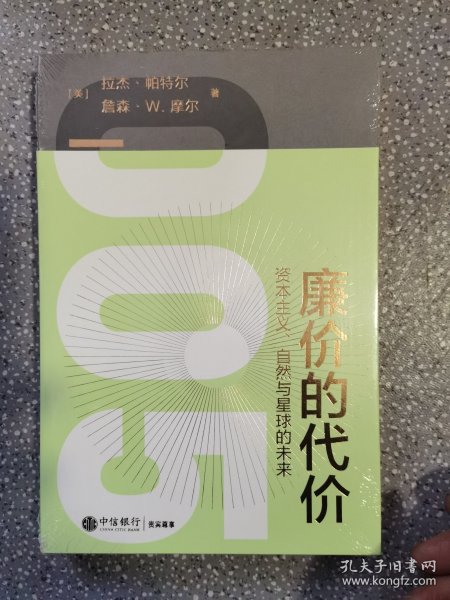 [美]
拉杰·帕特尔
詹森·W. 摩尔
著
500
廉价的代价
资本主义、自然与星球的未来
中信银行
CHINA CITIC BANK
孔夫子旧书网
www.kongfz.com